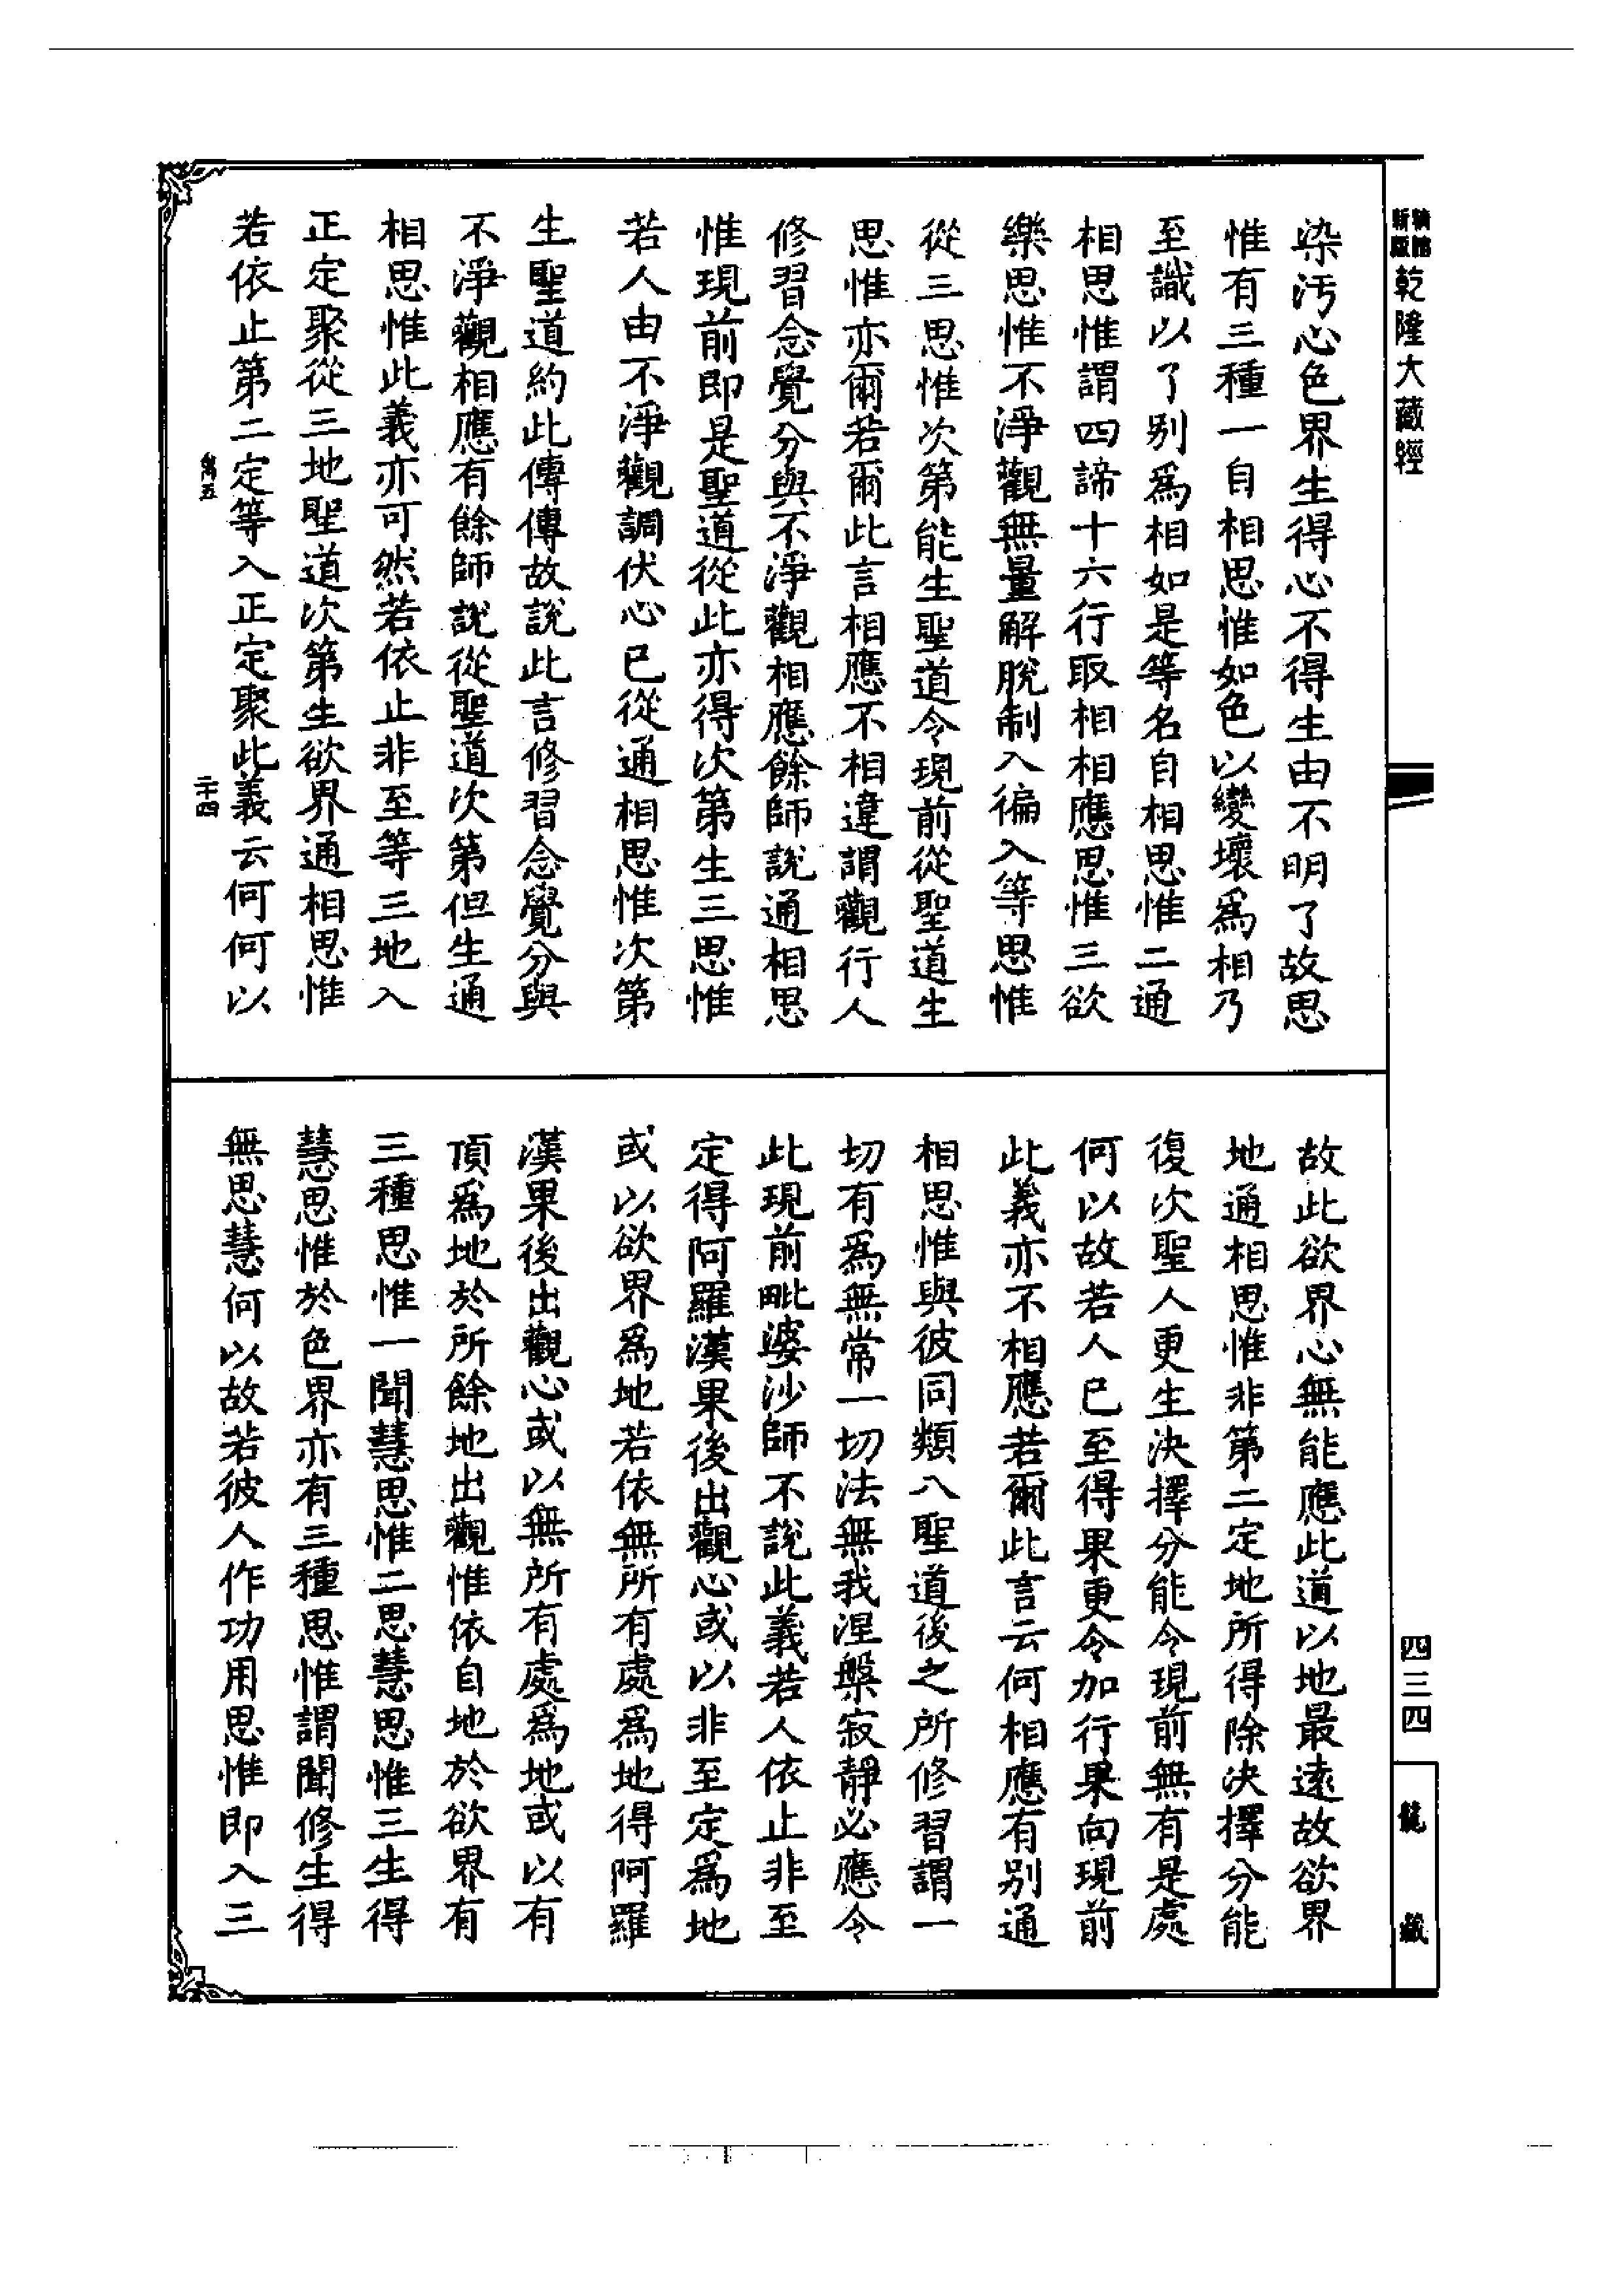 乾隆大藏經
染汚心色界生得心不得生由不明了故思
惟有三種一自相思惟如色以變壞爲相乃
至識以了别爲相如是等名自相思惟二通
相思惟謂四諦十六行取相相應思惟三欲
樂思惟不淨觀無量解脫制入徧入等思惟
從三思惟次第能生聖道令現前從聖道生
思惟亦爾若爾此言相應不相違謂觀行人
修習念覺分與不淨觀相應餘師說通相思
惟現前即是聖道從此亦得次第生三思惟
若人由不淨觀調伏心已從通相思惟次第
生聖道約此傳傳故說此言修習念覺分與
不淨觀相應有餘師說從聖道次第但生通
相思惟此義亦可然若依止非至等三地入
正定聚從三地聖道次第生欲界通相思惟
若依止第二定等入正定聚此義云何何以
二十四
故此欲界心無能應此道以地最遠故欲界
地通相思惟非第二定地所得除決擇分能
復次聖人更生決擇分能令現前無有是處
何以故若人已至得果更令加行果向現前
此義亦不相應若爾此言云何相應有别通
相思惟與彼同類八聖道後之所修習謂一
切有爲無常一切法無我涅槃寂靜必應令
此現前毗婆沙師不說此義若人依止非至
定得阿羅漢果後出觀心或以非至定爲地
或以欲界爲地若依無所有處爲地得阿羅
漢果後出觀心或以無所有處爲地或以有
頂爲地於所餘地出觀惟依自地於欲界有
三種思惟一聞慧思惟二思慧思惟三生得
慧思惟於色界亦有三種思惟謂聞修生得
無思慧何以故若彼人作功用思惟即入三
四三四
龍藏